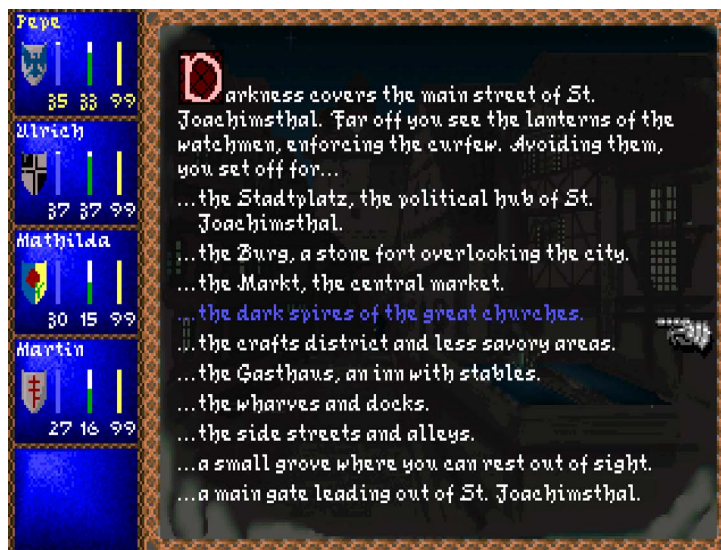 Pepe
35 33 99
Ulrich
37 37 99
Mathilda
30 15 99
Martin
27 16 99
Darkness covers the main street of St.
Joachimsthal. Far off you see the lanterns of the
watchmen, enforcing the curfew. Avoiding them,
you set off for...
...the Stadtplatz, the political hub of St.
Joachimsthal.
...the Burg, a stone fort overlooking the city.
...the Markt, the central market.
...the dark spires of the great churches.
...the crafts district and less savory areas.
...the Gasthaus, an inn with stables.
...the wharves and docks.
...the side streets and alleys.
...a small grove where you can rest out of sight.
...a main gate leading out of St. Joachimsthal.